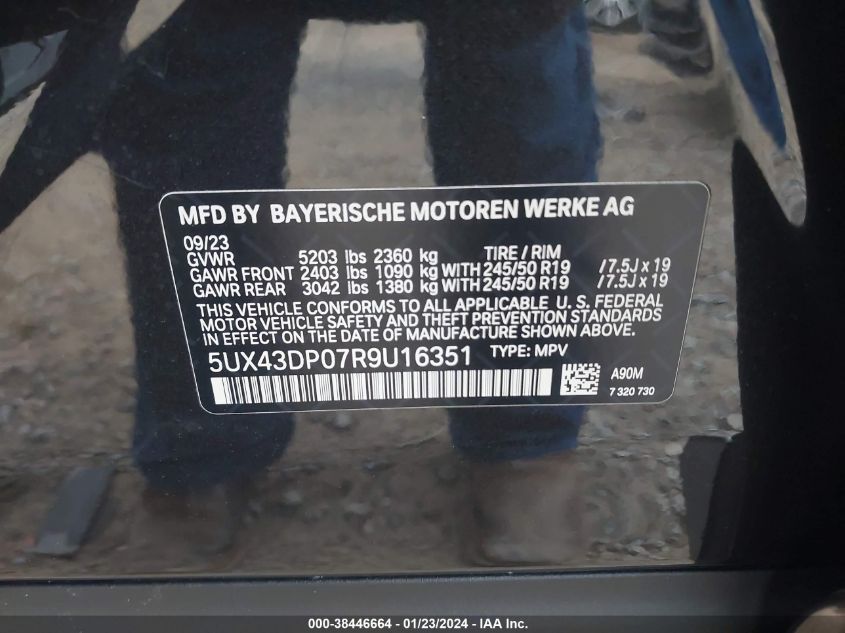 MFD BY BAYERISCHE MOTOREN WERKE AG
09/23
GVWR 5203 lbs 2360 kg TIRE / RIM
GAWR FRONT 2403 lbs 1090 kg WITH 245/50 R19 /7.5J x 19
GAWR REAR 3042 lbs 1380 kg WITH 245/50 R19 /7.5J x 19
THIS VEHICLE CONFORMS TO ALL APPLICABLE U. S. FEDERAL
MOTOR VEHICLE SAFETY AND THEFT PREVENTION STANDARDS
IN EFFECT ON THE DATE OF MANUFACTURE SHOWN ABOVE.
5UX43DP07R9U16351 TYPE: MPV
A90M
7 320 730
000-38446664 - 01/23/2024 - IAA Inc.